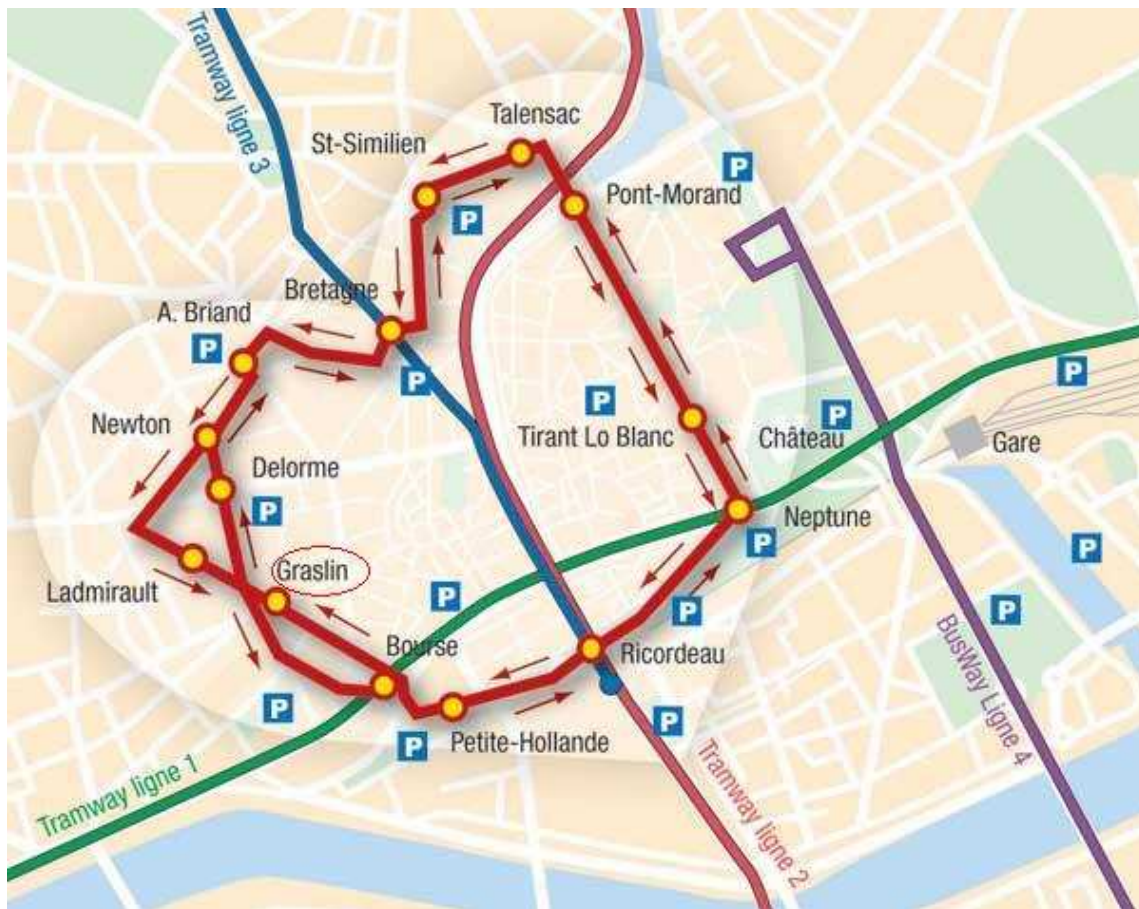 Tramway ligne 3
Talensac
St-Similien
P
P
Pont-Morand
Bretagne
A. Briand
P
P
P
P
P
Newton
Tirant Lo Blanc
Château
Gare
Delorme
P
Neptune
P
P
Graslin
Ladmirault
P
P
P
Bourse
Ricordeau
BusWay Ligne 4
P
P
P
Petite-Hollande
Tramway ligne 1
Tramway ligne 2